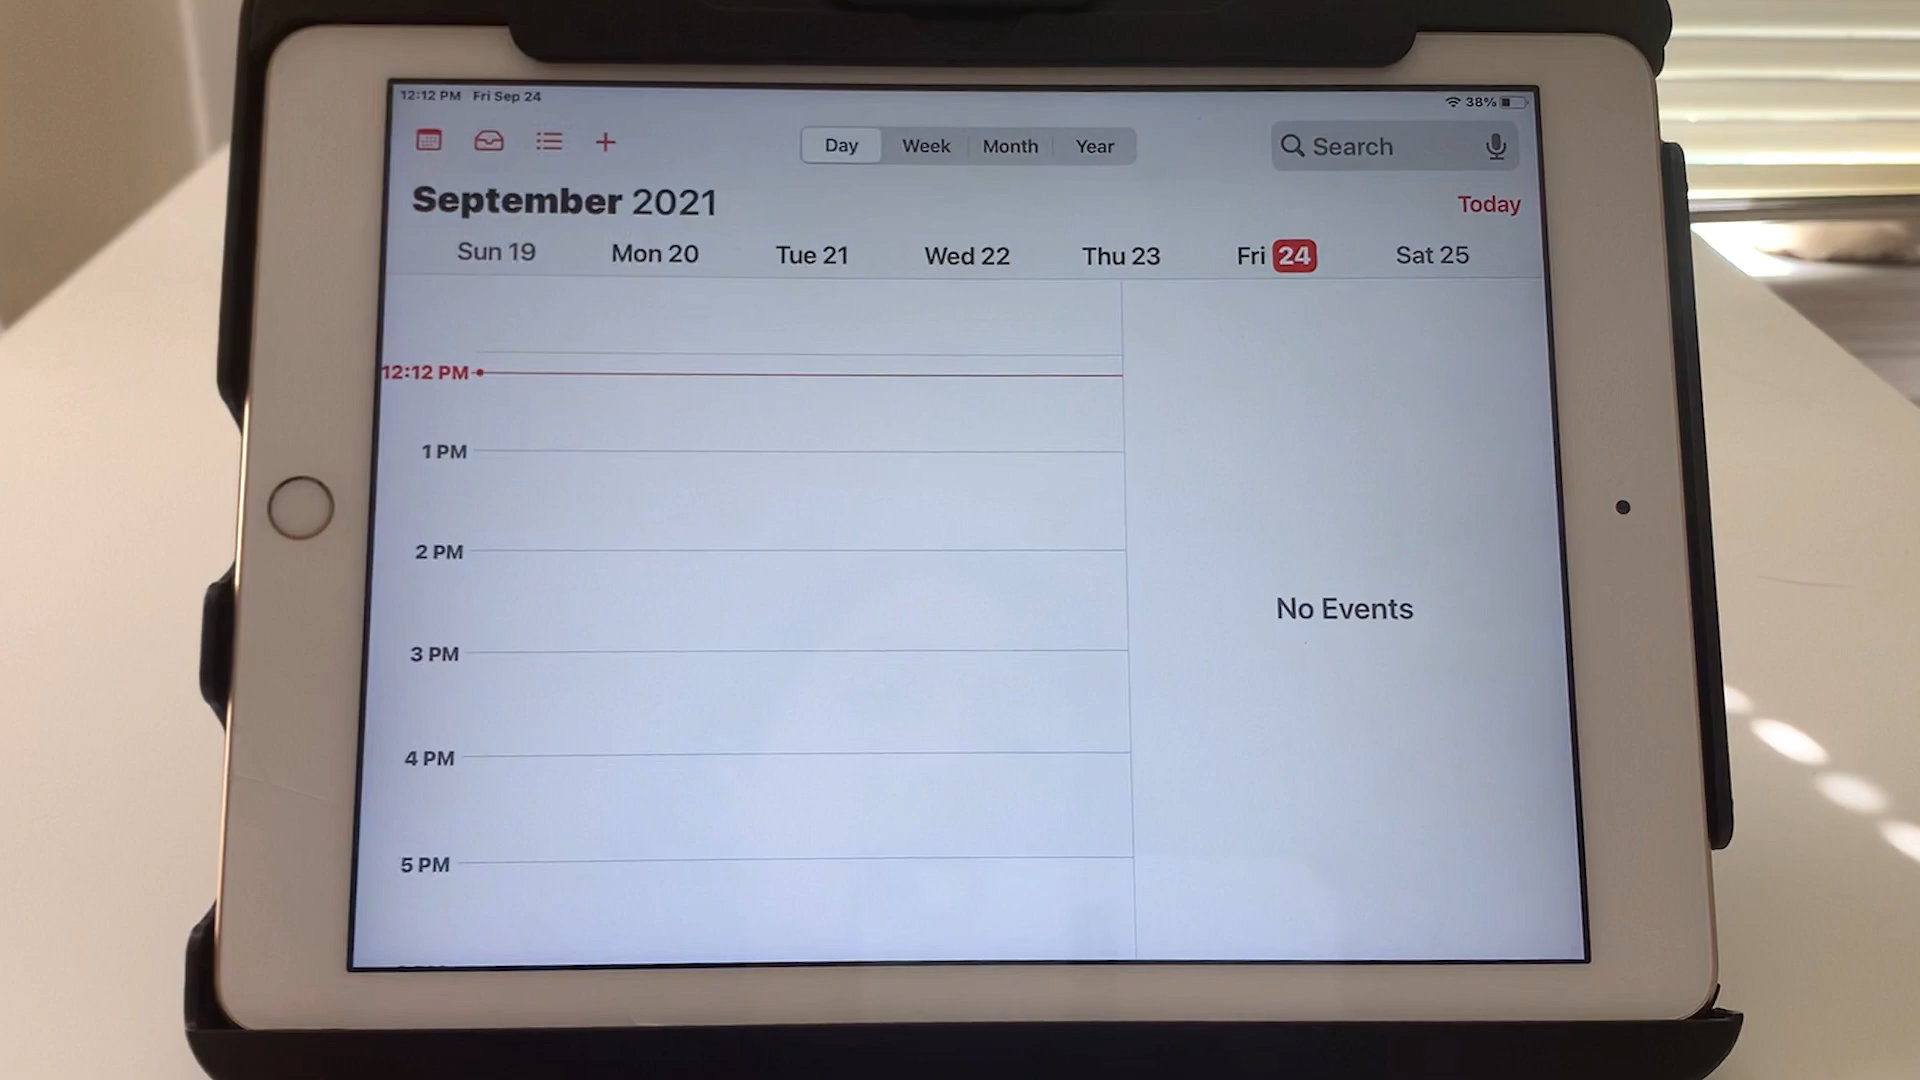 12:12 PM Fri Sep 24
38%
Day Week Month Year
Search
September 2021
Today
Sun 19 Mon 20 Tue 21 Wed 22 Thu 23 Fri 24 Sat 25
12:12 PM
1 PM
2 PM
No Events
3 PM
4 PM
5 PM